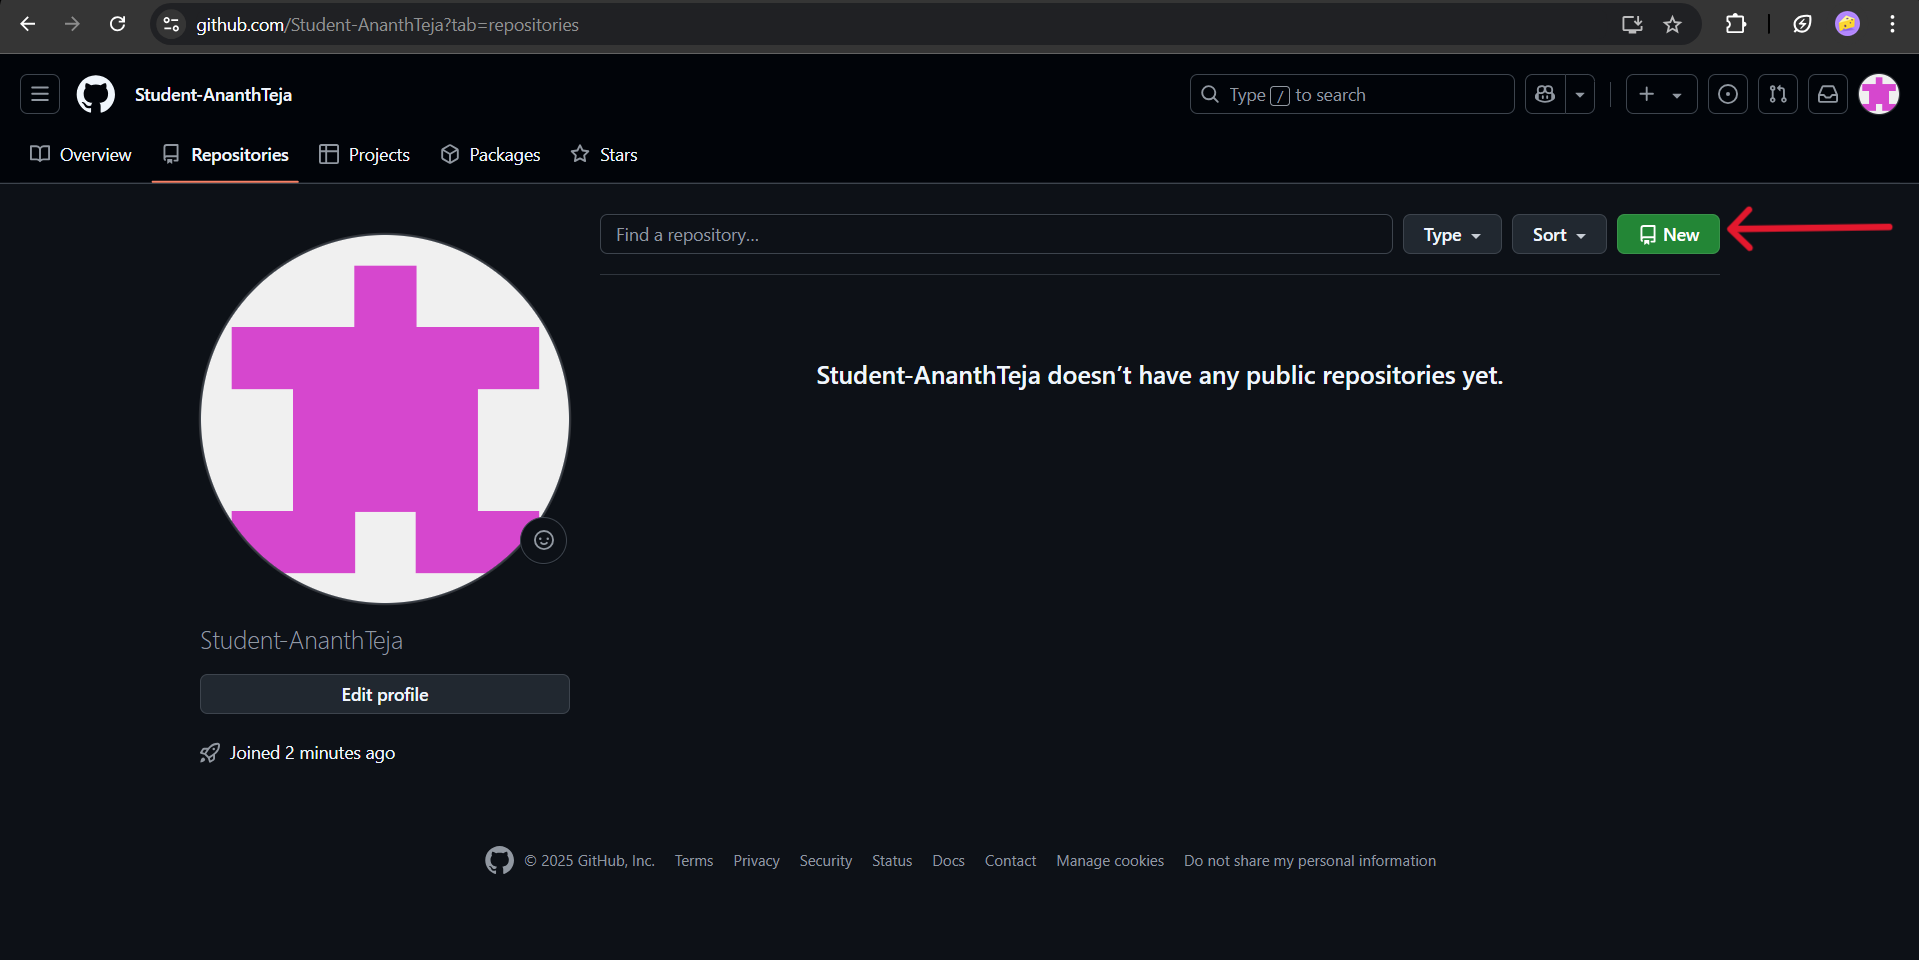 github.com/Student-AnanthTeja?tab=repositories
Student-AnanthTeja
Type / to search
Overview
Repositories
Projects
Packages
Stars
Find a repository...
Type
Sort
New
Student-AnanthTeja doesn’t have any public repositories yet.
Student-AnanthTeja
Edit profile
Joined 2 minutes ago
© 2025 GitHub, Inc. Terms Privacy Security Status Docs Contact Manage cookies Do not share my personal information